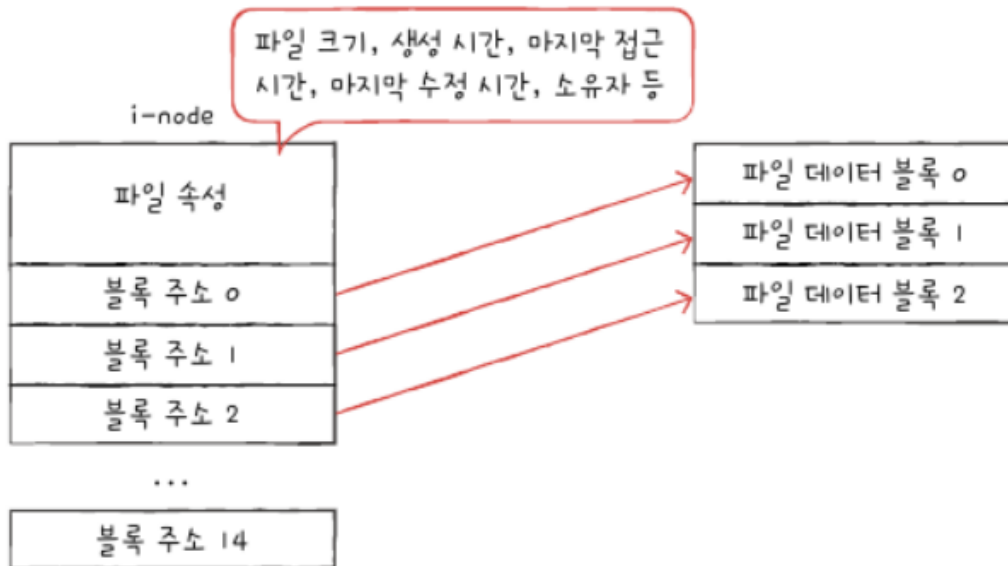 파일 크기, 생성 시간, 마지막 접근
시간, 마지막 수정 시간, 소유자 등
i-node
파일 속성
블록 주소 0
블록 주소 1
블록 주소 2
...
블록 주소 14
파일 데이터 블록 0
파일 데이터 블록 1
파일 데이터 블록 2